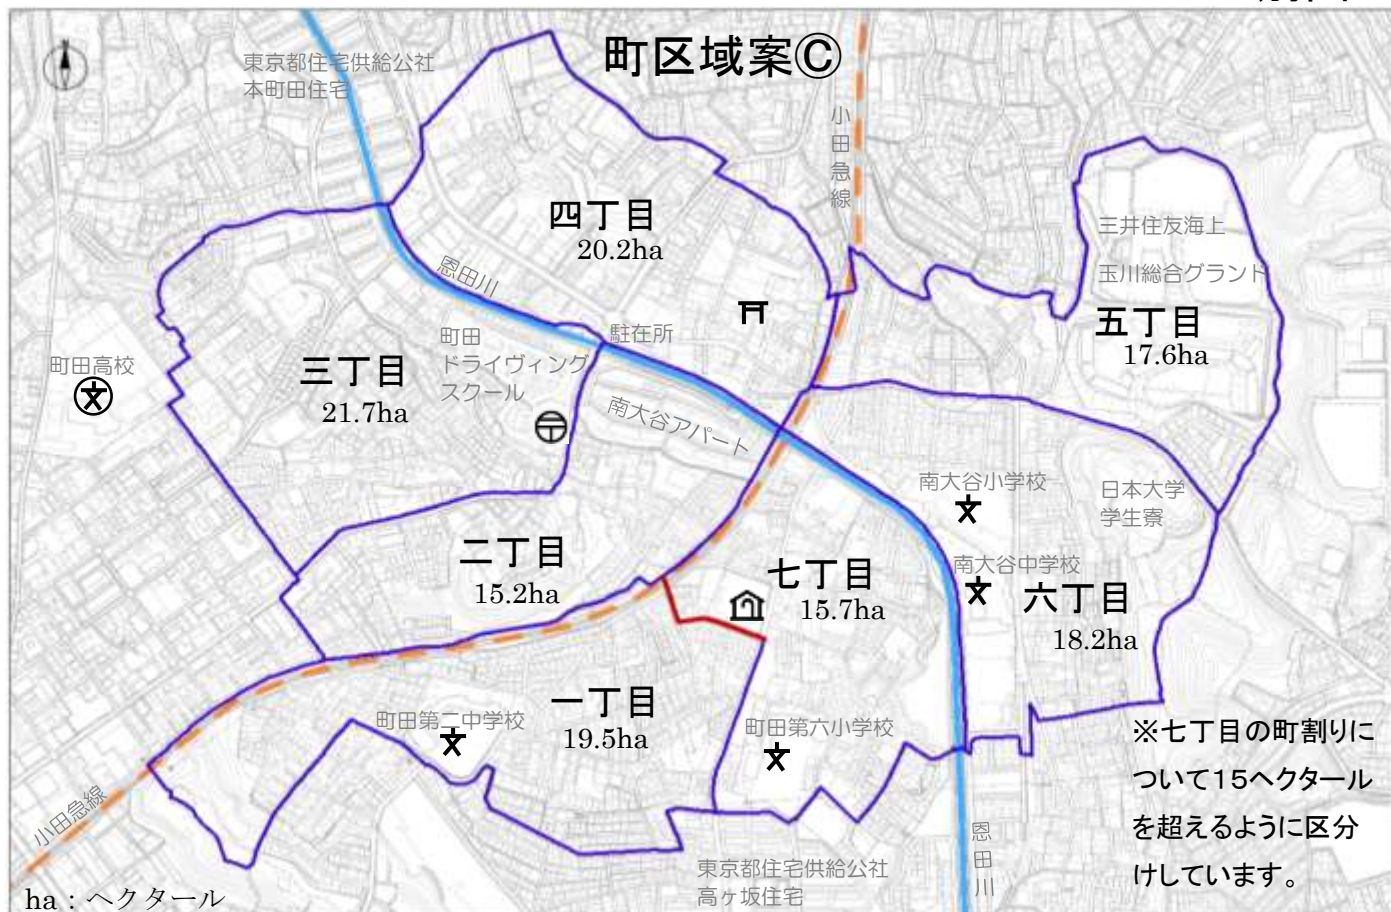 町区域案Ⓒ
東京都住宅供給公社
本町田住宅
小田急線
四丁目
20.2ha
三井住友海上
玉川総合グランド
恩田川
五丁目
17.6ha
駐在所
町田
ドライヴィング
スクール
町田高校
文
三丁目
21.7ha
南大谷アパート
南大谷小学校
文
日本大学
学生寮
二丁目
15.2ha
七丁目
15.7ha
南大谷中学校
文
六丁目
18.2ha
一丁目
19.5ha
町田第二中学校
文
町田第六小学校
文
※七丁目の町割りに
ついて15ヘクタール
を超えるように区分
けしています。
小田急線
東京都住宅供給公社
高ヶ坂住宅
恩田川
ha：ヘクタール